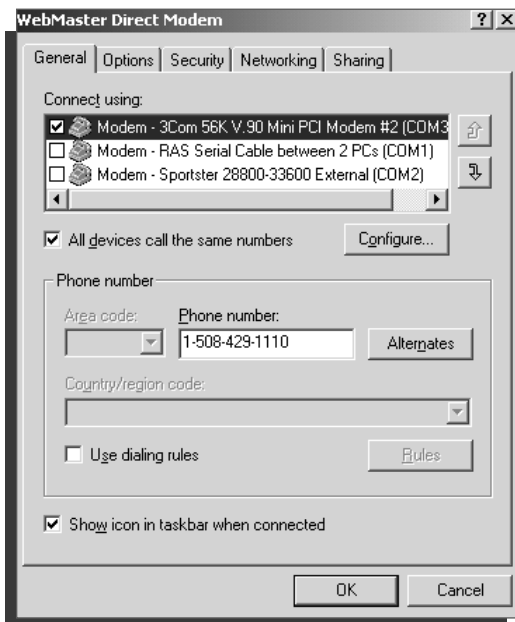 WebMaster Direct Modem
General Options Security Networking Sharing
Connect using:
Modem - 3Com 56K V.90 Mini PCI Modem #2 (COM3
Modem - RAS Serial Cable between 2 PCs (COM1)
Modem - Sportster 28800-33600 External (COM2)
All devices call the same numbers Configure...
Phone number
Area code: Phone number:
1-508-429-1110 Alternates
Country/region code:
Use dialing rules Rules
Show icon in taskbar when connected
OK Cancel